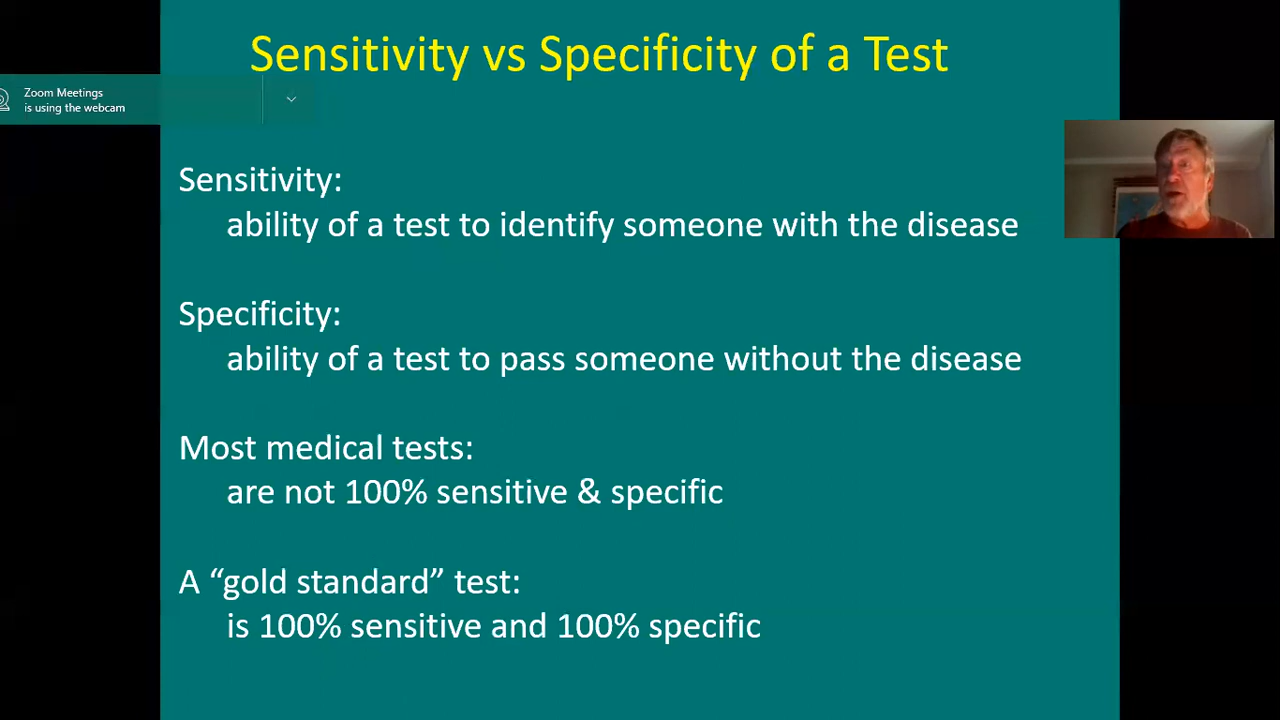 Sensitivity vs Specificity of a Test
Zoom Meetings
is using the webcam
Sensitivity:
ability of a test to identify someone with the disease
Specificity:
ability of a test to pass someone without the disease
Most medical tests:
are not 100% sensitive & specific
A “gold standard” test:
is 100% sensitive and 100% specific